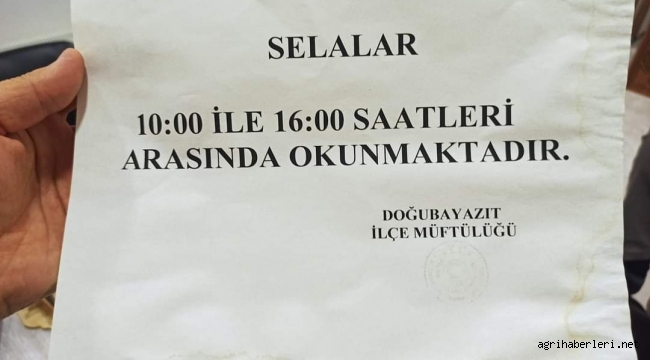 SELALAR
10:00 İLE 16:00 SAATLERİ
ARASINDA OKUNMAKTADIR.
DOĞUBAYAZIT
İLÇE MÜFTÜLÜĞÜ
agrihaberleri.net